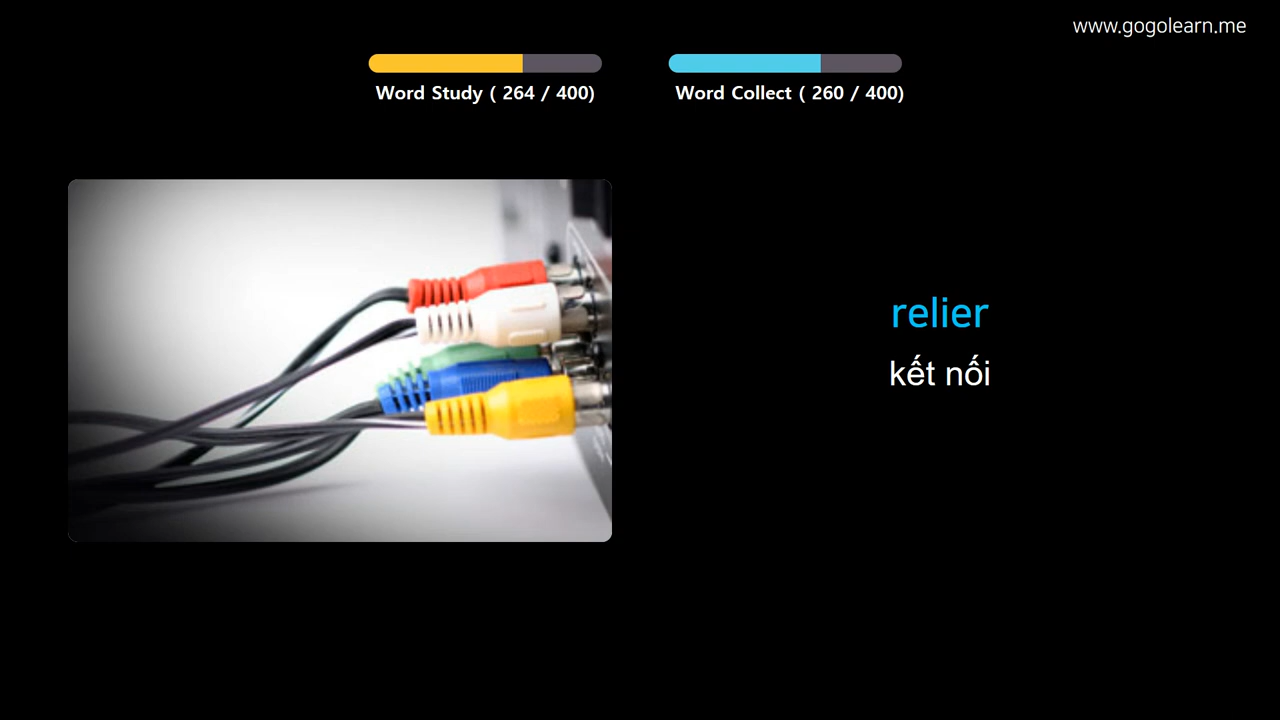 www.gogolearn.me
Word Study ( 264 / 400)
Word Collect ( 260 / 400)
relier
kết nối